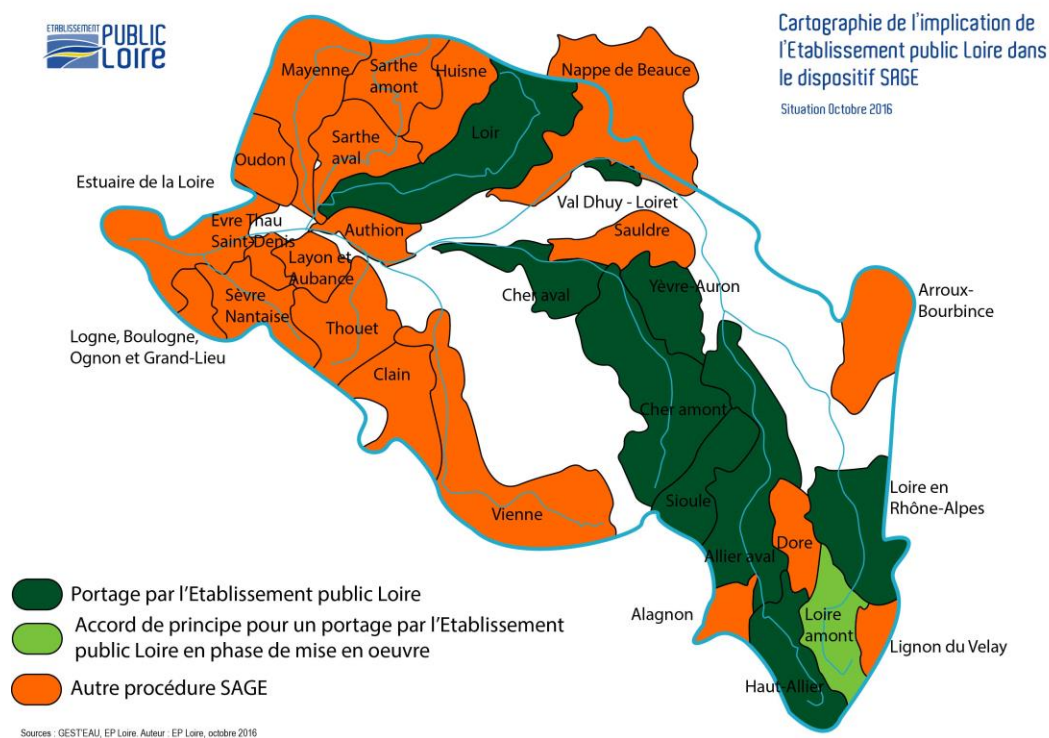 ETABLISSEMENT
PUBLIC
LOIRE
Cartographie de l'implication de
l'Etablissement public Loire dans
le dispositif SAGE
Situation Octobre 2016
Mayenne
Sarthe
amont
Huisne
Nappe de Beauce
Loir
Sarthe
aval
Oudon
Estuaire de la Loire
Val Dhuy - Loiret
Evre Thau
Saint-Denis
Authion
Sauldre
Layon et
Aubance
Cher aval
Yèvre-Auron
Arroux-
Bourbince
Sèvre
Nantaise
Thouet
Logne, Boulogne,
Ognon et Grand-Lieu
Clain
Cher amont
Loire en
Rhône-Alpes
Sioule
Vienne
Dore
Allier aval
Alagnon
Loire
amont
Lignon du Velay
Haut-Allier
Portage par l'Etablissement public Loire
Accord de principe pour un portage par l'Etablissement
public Loire en phase de mise en oeuvre
Autre procédure SAGE
Sources : GEST'EAU, EP Loire. Auteur : EP Loire, octobre 2016